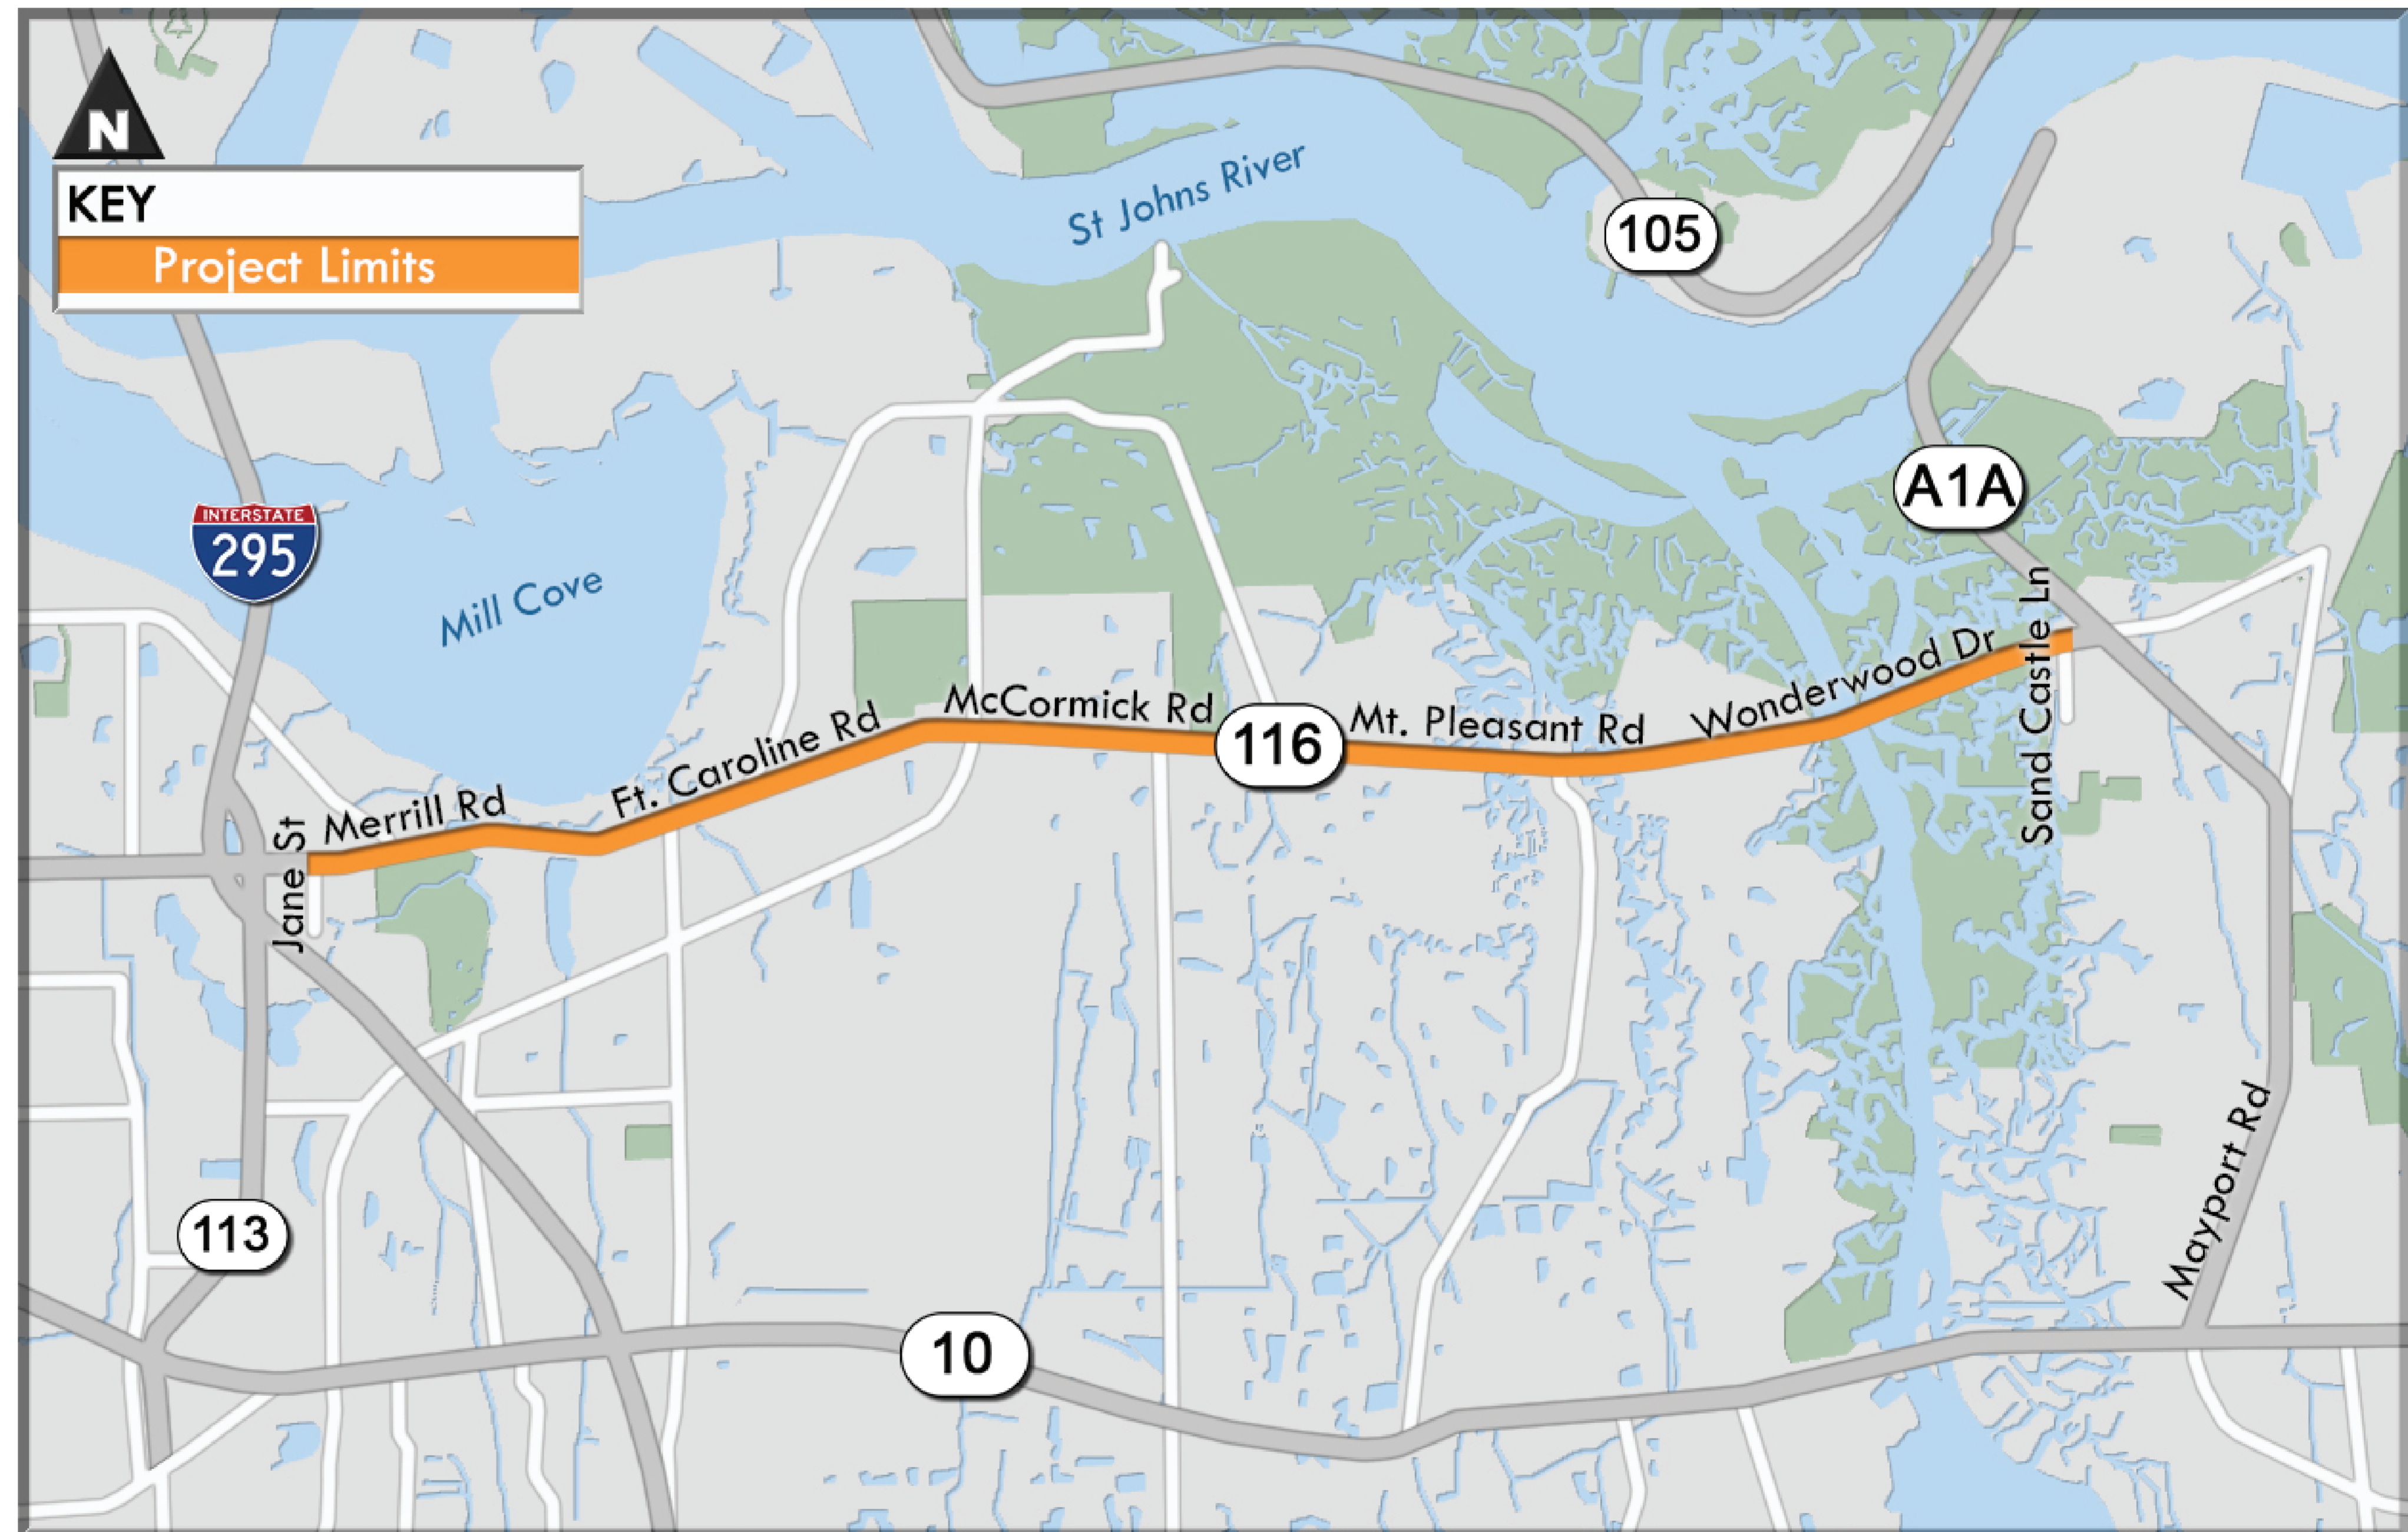 N
KEY
Project Limits
St Johns River
105
A1A
INTERSTATE
295
Mill Cove
Sand Castle Ln
Wonderwood Dr
McCormick Rd
Mt. Pleasant Rd
116
Ft. Caroline Rd
Merrill Rd
Jane St
Mayport Rd
113
10